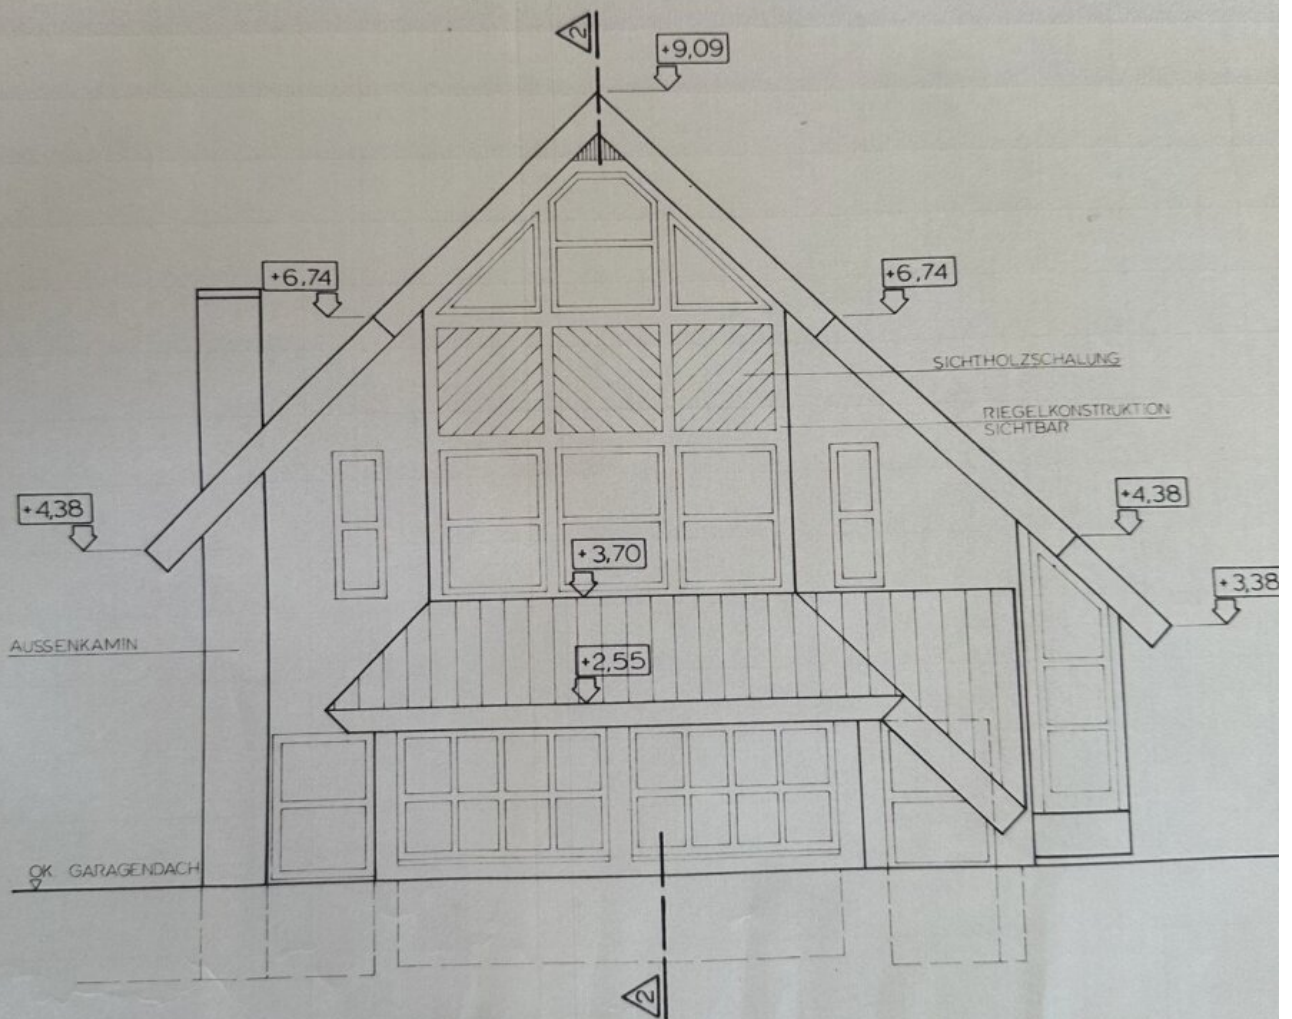 2
+9,09
+6,74
+6,74
SICHTHOLZSCHALUNG
RIEGELKONSTRUKTION
SICHTBAR
+4,38
+4,38
+3,70
+3,38
AUSSENKAMIN
+2,55
OK GARAGENDACH
2